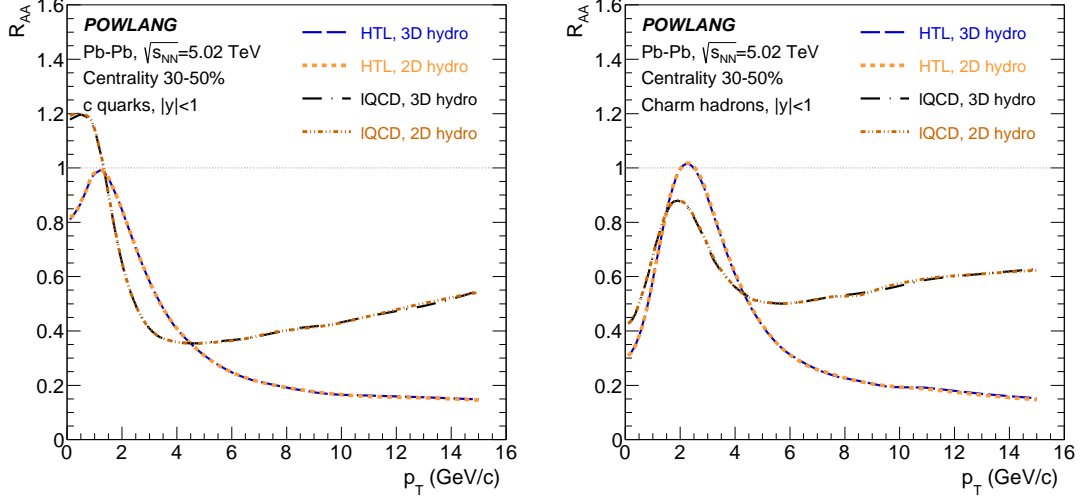 R_AA
1.6
1.4
1.2
1
0.8
0.6
0.4
0.2
0
POWLANG
Pb-Pb, √s_NN=5.02 TeV
Centrality 30-50%
c quarks, |y|<1
HTL, 3D hydro
HTL, 2D hydro
lQCD, 3D hydro
lQCD, 2D hydro
0 2 4 6 8 10 12 14 16
p_T (GeV/c)
R_AA
1.6
1.4
1.2
1
0.8
0.6
0.4
0.2
0
POWLANG
Pb-Pb, √s_NN=5.02 TeV
Centrality 30-50%
Charm hadrons, |y|<1
HTL, 3D hydro
HTL, 2D hydro
lQCD, 3D hydro
lQCD, 2D hydro
0 2 4 6 8 10 12 14 16
p_T (GeV/c)